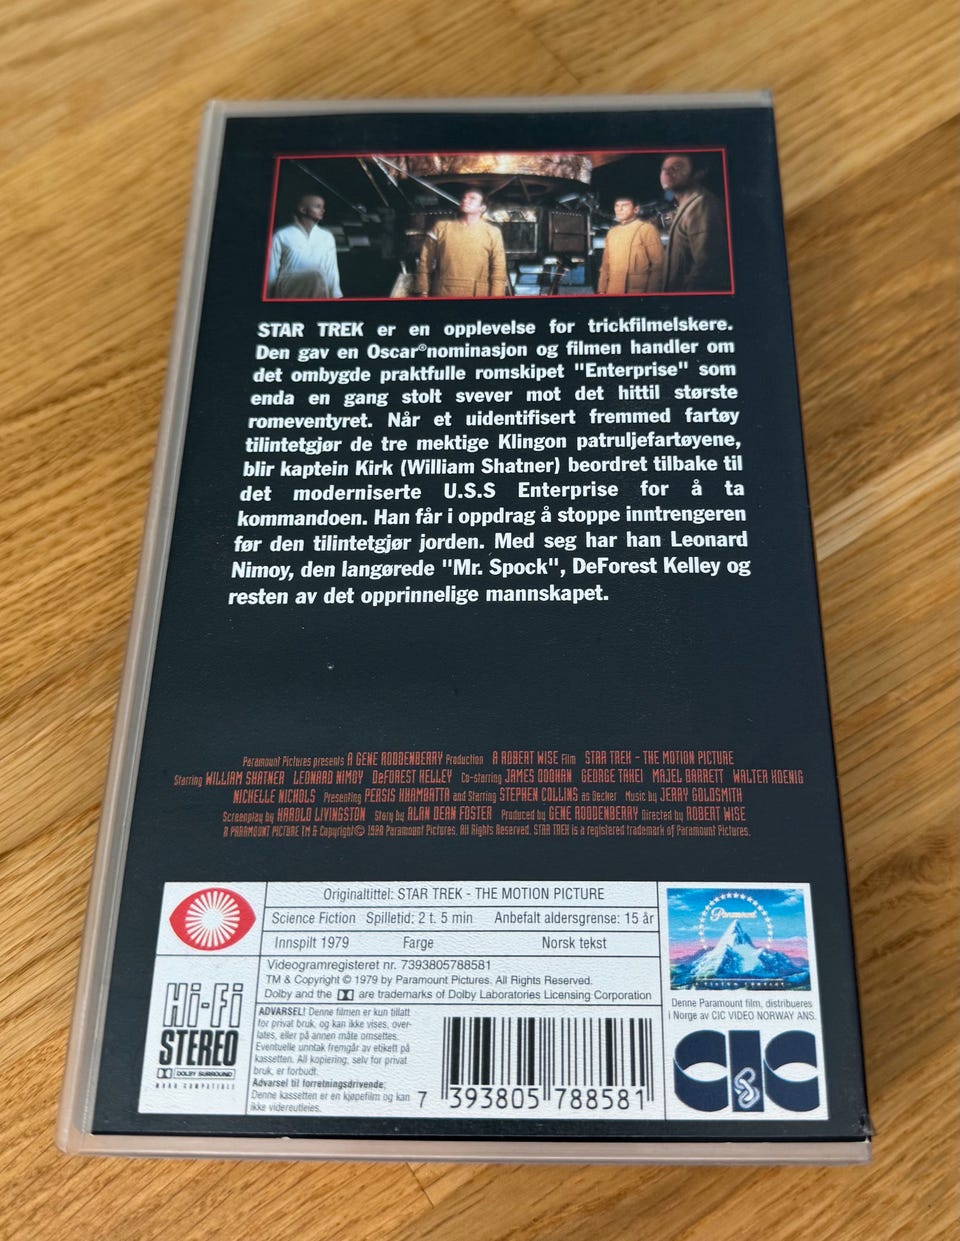 STAR TREK er en opplevelse for trickfilmelskere.
Den gav en Oscar®nominasjon og filmen handler om
det ombygde praktfulle romskipet "Enterprise" som
enda en gang stolt svever mot det hittil største
romeventyret. Når et uidentifisert fremmed fartøy
tilintetgjør de tre mektige Klingon patruljefartøyene,
blir kaptein Kirk (William Shatner) beordret tilbake til
det moderniserte U.S.S Enterprise for å ta
kommandoen. Han får i oppdrag å stoppe inntrengeren
før den tilintetgjør jorden. Med seg har han Leonard
Nimoy, den langørede "Mr. Spock", DeForest Kelley og
resten av det opprinnelige mannskapet.
Paramount Pictures presents A GENE RODDENBERRY Production A ROBERT WISE Film STAR TREK - THE MOTION PICTURE
Starring WILLIAM SHATNER LEONARD NIMOY DeFOREST KELLEY Co-starring JAMES DOOHAN GEORGE TAKEI MAJEL BARRETT WALTER KOENIG
NICHELLE NICHOLS Presenting PERSIS KHAMBATTA and Starring STEPHEN COLLINS as Decker Music by JERRY GOLDSMITH
Screenplay by HAROLD LIVINGSTON Story by ALAN DEAN FOSTER Produced by GENE RODDENBERRY Directed by ROBERT WISE
A PARAMOUNT PICTURE TM & Copyright © Paramount Pictures. All Rights Reserved. STAR TREK is a registered trademark of Paramount Pictures.
Originaltittel: STAR TREK - THE MOTION PICTURE
Science Fiction Spilletid: 2 t. 5 min Anbefalt aldersgrense: 15 år
Innspilt 1979 Farge Norsk tekst
Videogramregisteret nr. 7393805788581
TM & Copyright © 1979 by Paramount Pictures. All Rights Reserved.
Dolby and the are trademarks of Dolby Laboratories Licensing Corporation
Hi-Fi
STEREO
DOLBY SURROUND
MONO COMPATIBLE
ADVARSEL! Denne filmen er kun tillatt
for privat bruk, og kan ikke vises, over-
lates, eller på annen måte omsettes.
Eventuelle unntak fremgår av etikett på
kassetten. All kopiering, selv for privat
bruk, er forbudt.
Advarsel til forretningsdrivende:
Denne kassetten er en kjøpefilm og kan
ikke videreutleies.
7 393805 788581
Paramount
Denne Paramount film, distribueres
i Norge av CIC VIDEO NORWAY ANS.
CIC